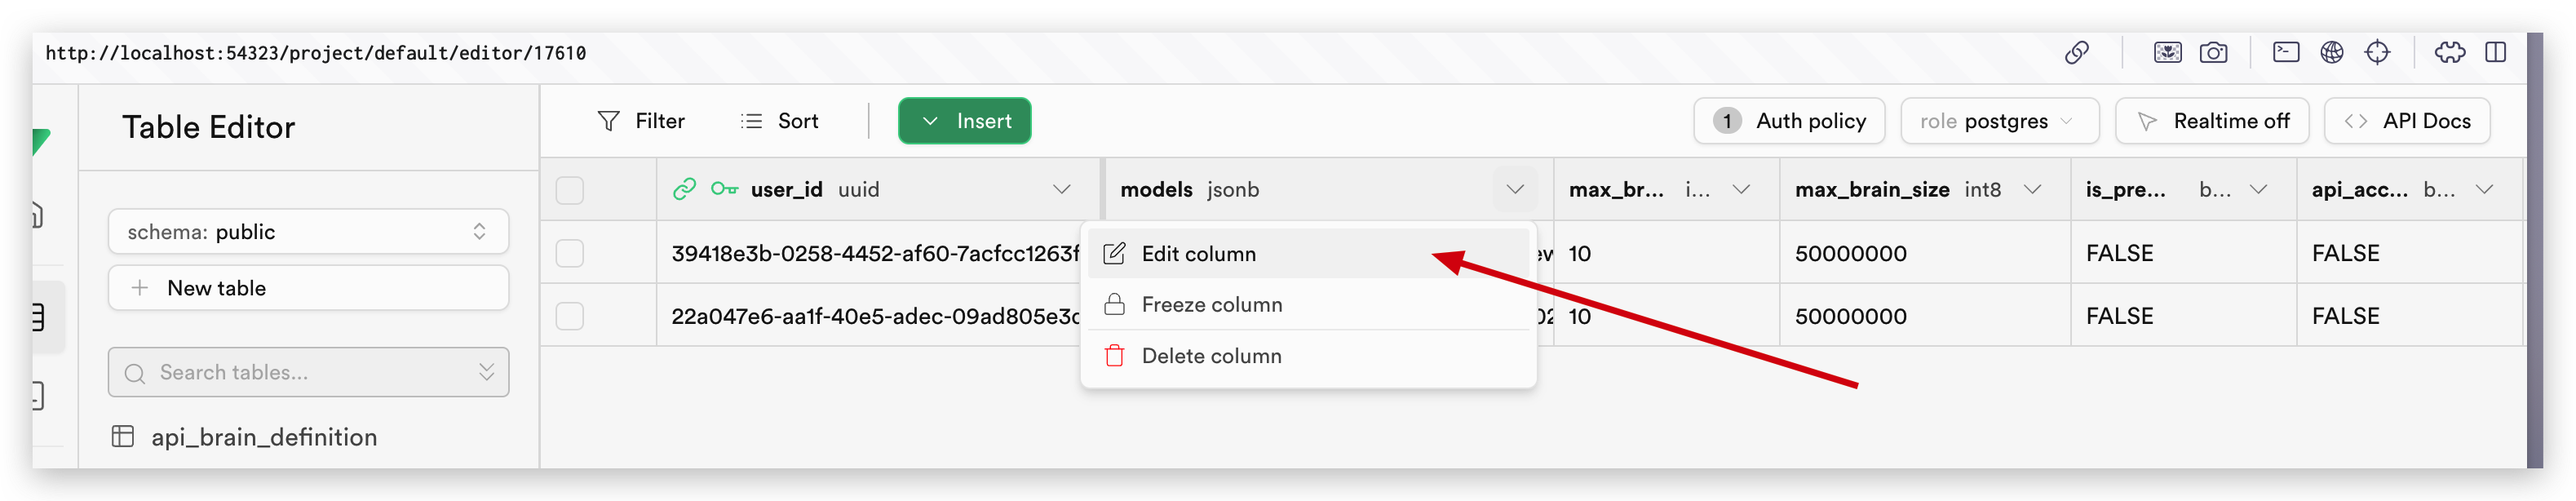 http://localhost:54323/project/default/editor/17610
Table Editor
Filter Sort Insert 1 Auth policy role postgres Realtime off API Docs
schema: public
New table
Search tables...
api_brain_definition
user_id uuid models jsonb max_br... i... max_brain_size int8 is_pre... b... api_acc... b...
39418e3b-0258-4452-af60-7acfcc1263f 10 50000000 FALSE FALSE
22a047e6-aa1f-40e5-adec-09ad805e3c 10 50000000 FALSE FALSE
Edit column
Freeze column
Delete column